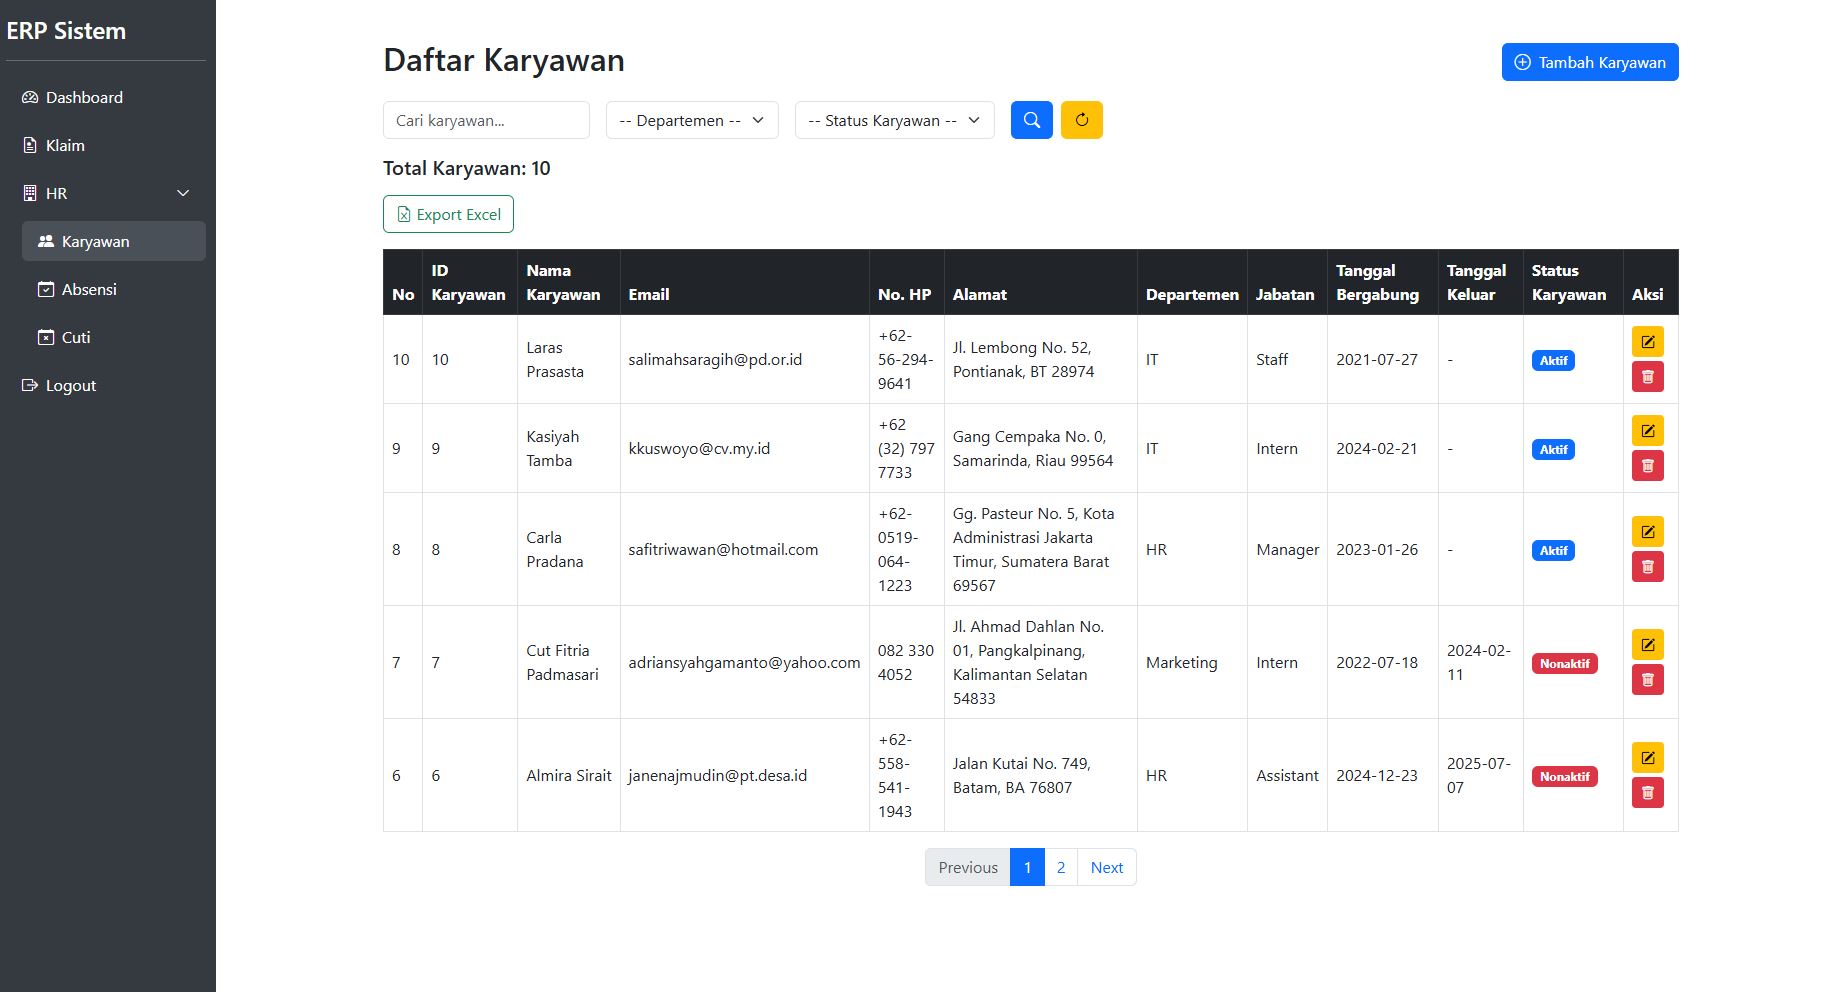 ERP Sistem
Dashboard
Klaim
HR
Karyawan
Absensi
Cuti
Logout
Daftar Karyawan
Tambah Karyawan
Cari karyawan...
-- Departemen --
-- Status Karyawan --
Total Karyawan: 10
Export Excel
No
ID
Karyawan
Nama
Karyawan
Email
No. HP
Alamat
Departemen
Jabatan
Tanggal
Bergabung
Tanggal
Keluar
Status
Karyawan
Aksi
10
10
Laras
Prasasta
salimahsaragih@pd.or.id
+62-
56-294-
9641
Jl. Lembong No. 52,
Pontianak, BT 28974
IT
Staff
2021-07-27
-
Aktif
9
9
Kasiyah
Tamba
kkuswoyo@cv.my.id
+62
(32) 797
7733
Gang Cempaka No. 0,
Samarinda, Riau 99564
IT
Intern
2024-02-21
-
Aktif
8
8
Carla
Pradana
safitriwawan@hotmail.com
+62-
0519-
064-
1223
Gg. Pasteur No. 5, Kota
Administrasi Jakarta
Timur, Sumatera Barat
69567
HR
Manager
2023-01-26
-
Aktif
7
7
Cut Fitria
Padmasari
adriansyahgamanto@yahoo.com
082 330
4052
Jl. Ahmad Dahlan No.
01, Pangkalpinang,
Kalimantan Selatan
54833
Marketing
Intern
2022-07-18
2024-02-
11
Nonaktif
6
6
Almira Sirait
janenajmudin@pt.desa.id
+62-
558-
541-
1943
Jalan Kutai No. 749,
Batam, BA 76807
HR
Assistant
2024-12-23
2025-07-
07
Nonaktif
Previous
1
2
Next